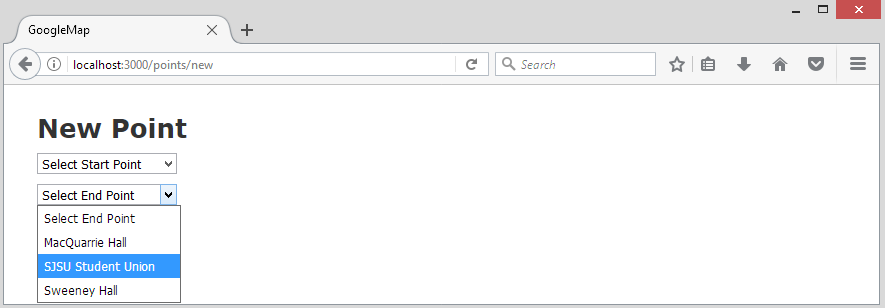 GoogleMap
localhost:3000/points/new
Search
New Point
Select Start Point
Select End Point
Select End Point
MacQuarrie Hall
SJSU Student Union
Sweeney Hall